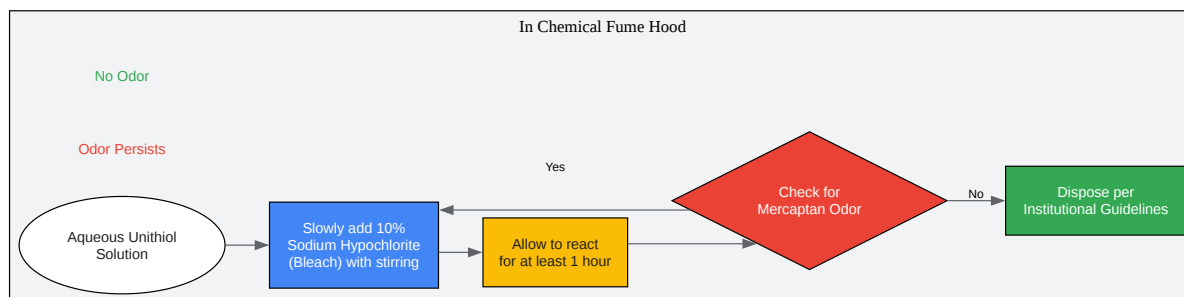 In Chemical Fume Hood
No Odor
Odor Persists
Aqueous Unithiol
Solution
Slowly add 10%
Sodium Hypochlorite
(Bleach) with stirring
Allow to react
for at least 1 hour
Yes
Check for
Mercaptan Odor
No
Dispose per
Institutional Guidelines